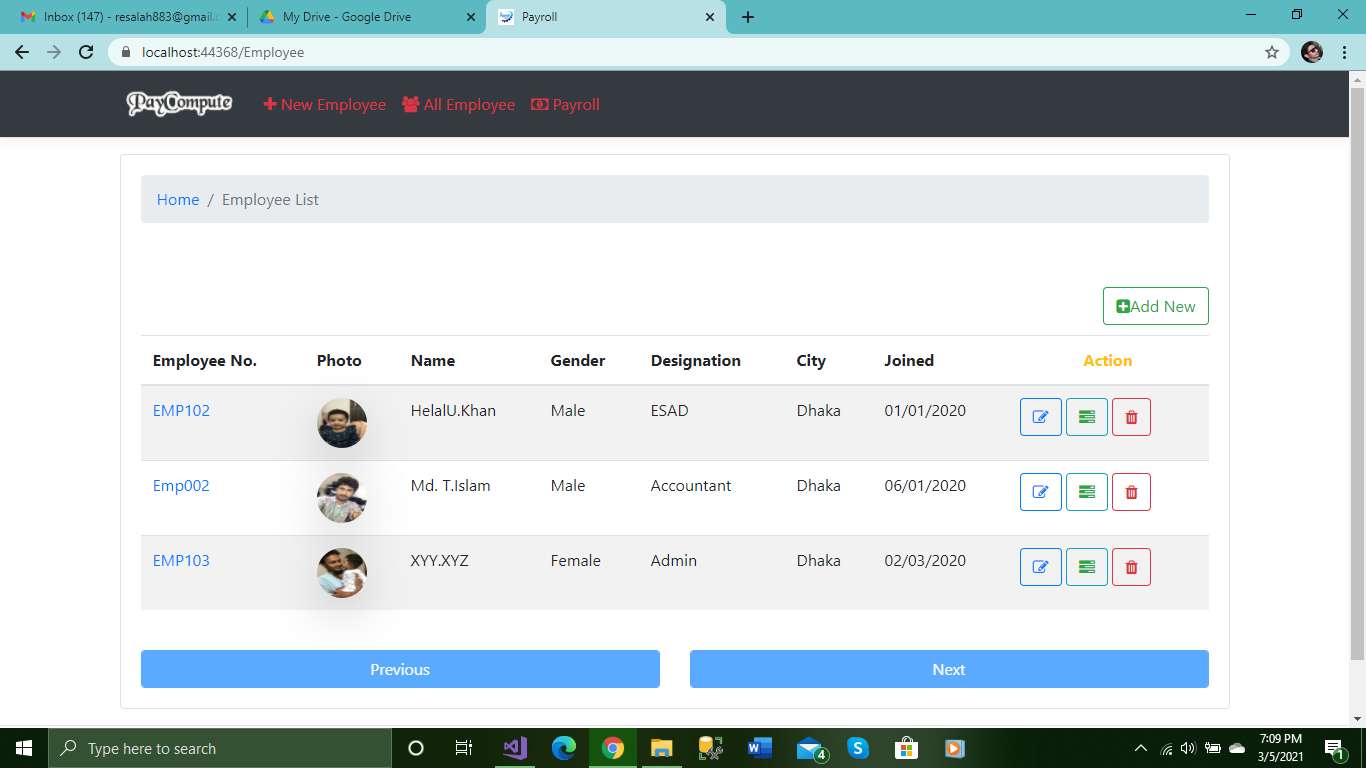 Inbox (147) - resalah883@gmail.c
My Drive - Google Drive
Payroll
localhost:44368/Employee
PayCompute
New Employee
All Employee
Payroll
Home / Employee List
Add New
Employee No. Photo Name Gender Designation City Joined Action
EMP102 HelalU.Khan Male ESAD Dhaka 01/01/2020
Emp002 Md. T.Islam Male Accountant Dhaka 06/01/2020
EMP103 XYY.XYZ Female Admin Dhaka 02/03/2020
Previous Next
Type here to search
4
7:09 PM
3/5/2021
1